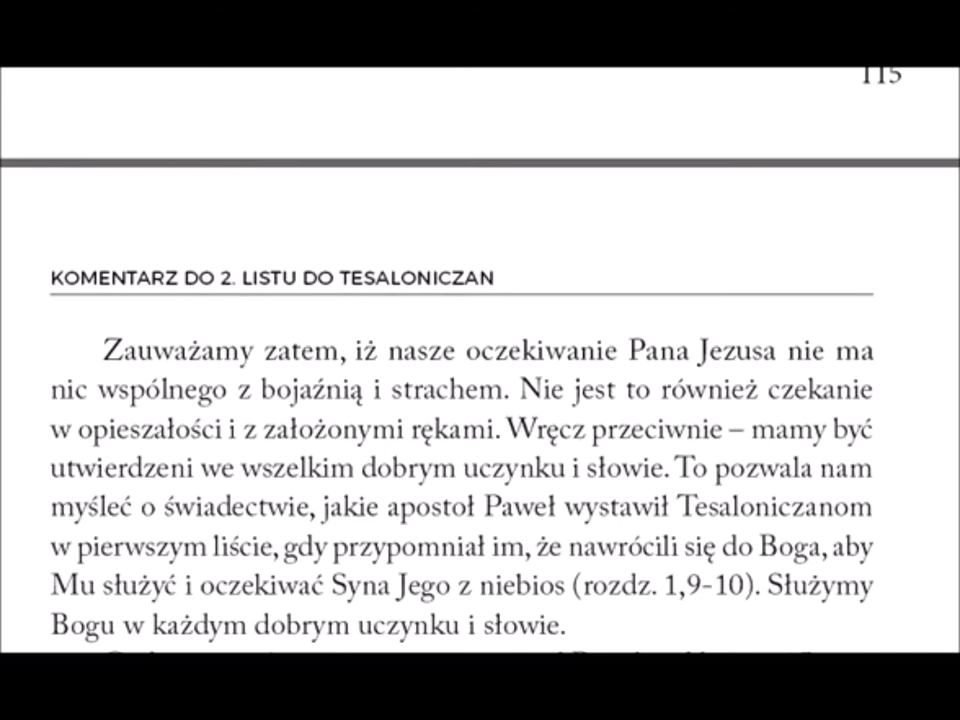 115
KOMENTARZ DO 2. LISTU DO TESALONICZAN
Zauważamy zatem, iż nasze oczekiwanie Pana Jezusa nie ma
nic wspólnego z bojaźnią i strachem. Nie jest to również czekanie
w opieszałości i z założonymi rękami. Wręcz przeciwnie – mamy być
utwierdzeni we wszelkim dobrym uczynku i słowie. To pozwala nam
myśleć o świadectwie, jakie apostoł Paweł wystawił Tesaloniczanom
w pierwszym liście, gdy przypomniał im, że nawrócili się do Boga, aby
Mu służyć i oczekiwać Syna Jego z niebios (rozdz. 1,9-10). Służymy
Bogu w każdym dobrym uczynku i słowie.